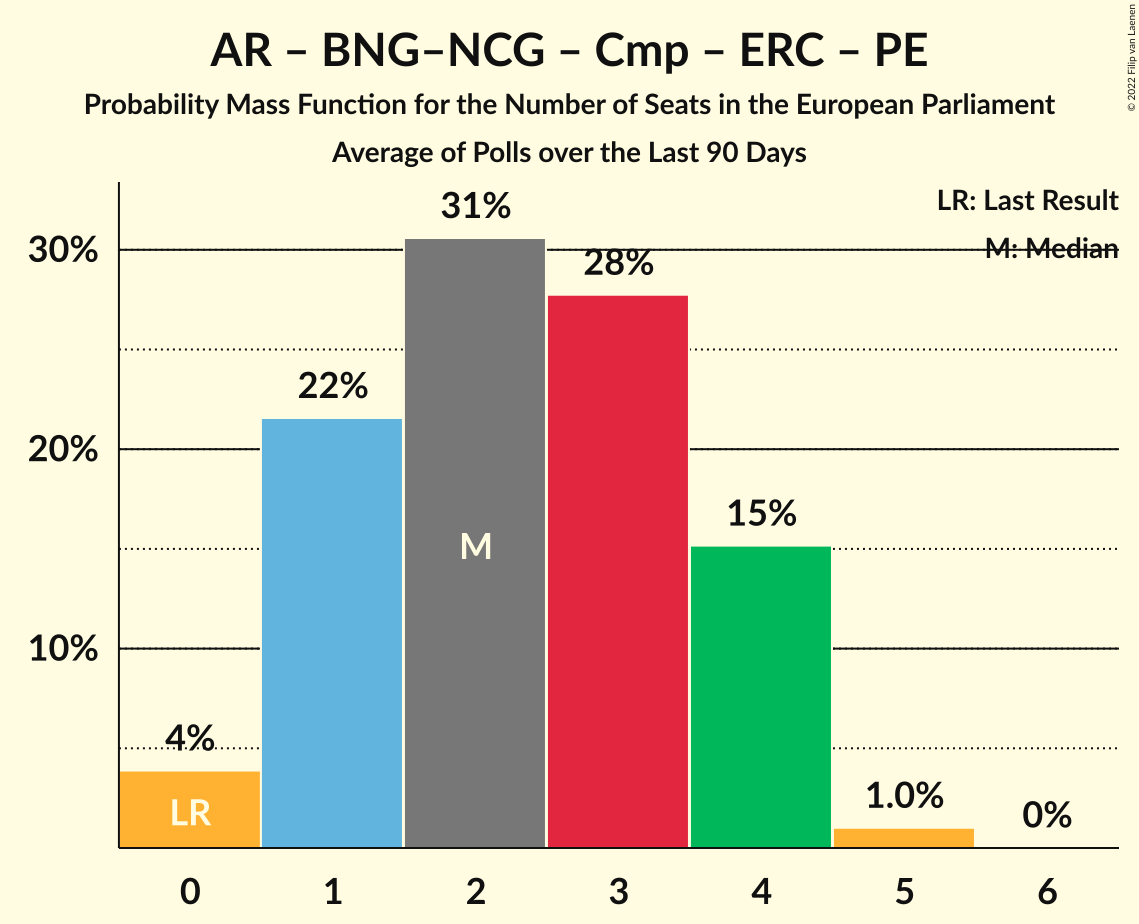 AR – BNG–NCG – Cmp – ERC – PE
Probability Mass Function for the Number of Seats in the European Parliament
Average of Polls over the Last 90 Days
© 2022 Filip van Laenen
LR: Last Result
M: Median
30%
20%
10%
4%
22%
31%
28%
15%
1.0%
0%
LR
M
0 1 2 3 4 5 6